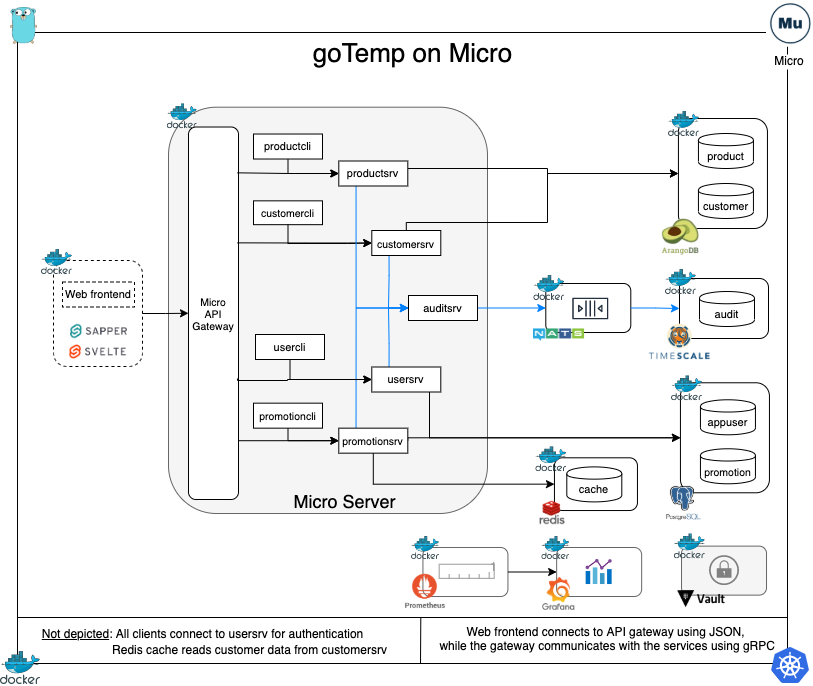 Mu
Micro
goTemp on Micro
docker
productcli
productsrv
customercli
customersrv
auditsrv
usercli
usersrv
promotioncli
promotionsrv
Micro
API
Gateway
Micro Server
docker
Web frontend
SAPPER
SVELTE
docker
product
customer
ArangoDB
docker
NATS
docker
audit
TIMESCALE
docker
appuser
promotion
PostgreSQL
docker
cache
redis
docker
Prometheus
docker
Grafana
docker
Vault
Not depicted: All clients connect to usersrv for authentication
Redis cache reads customer data from customersrv
Web frontend connects to API gateway using JSON,
while the gateway communicates with the services using gRPC
docker